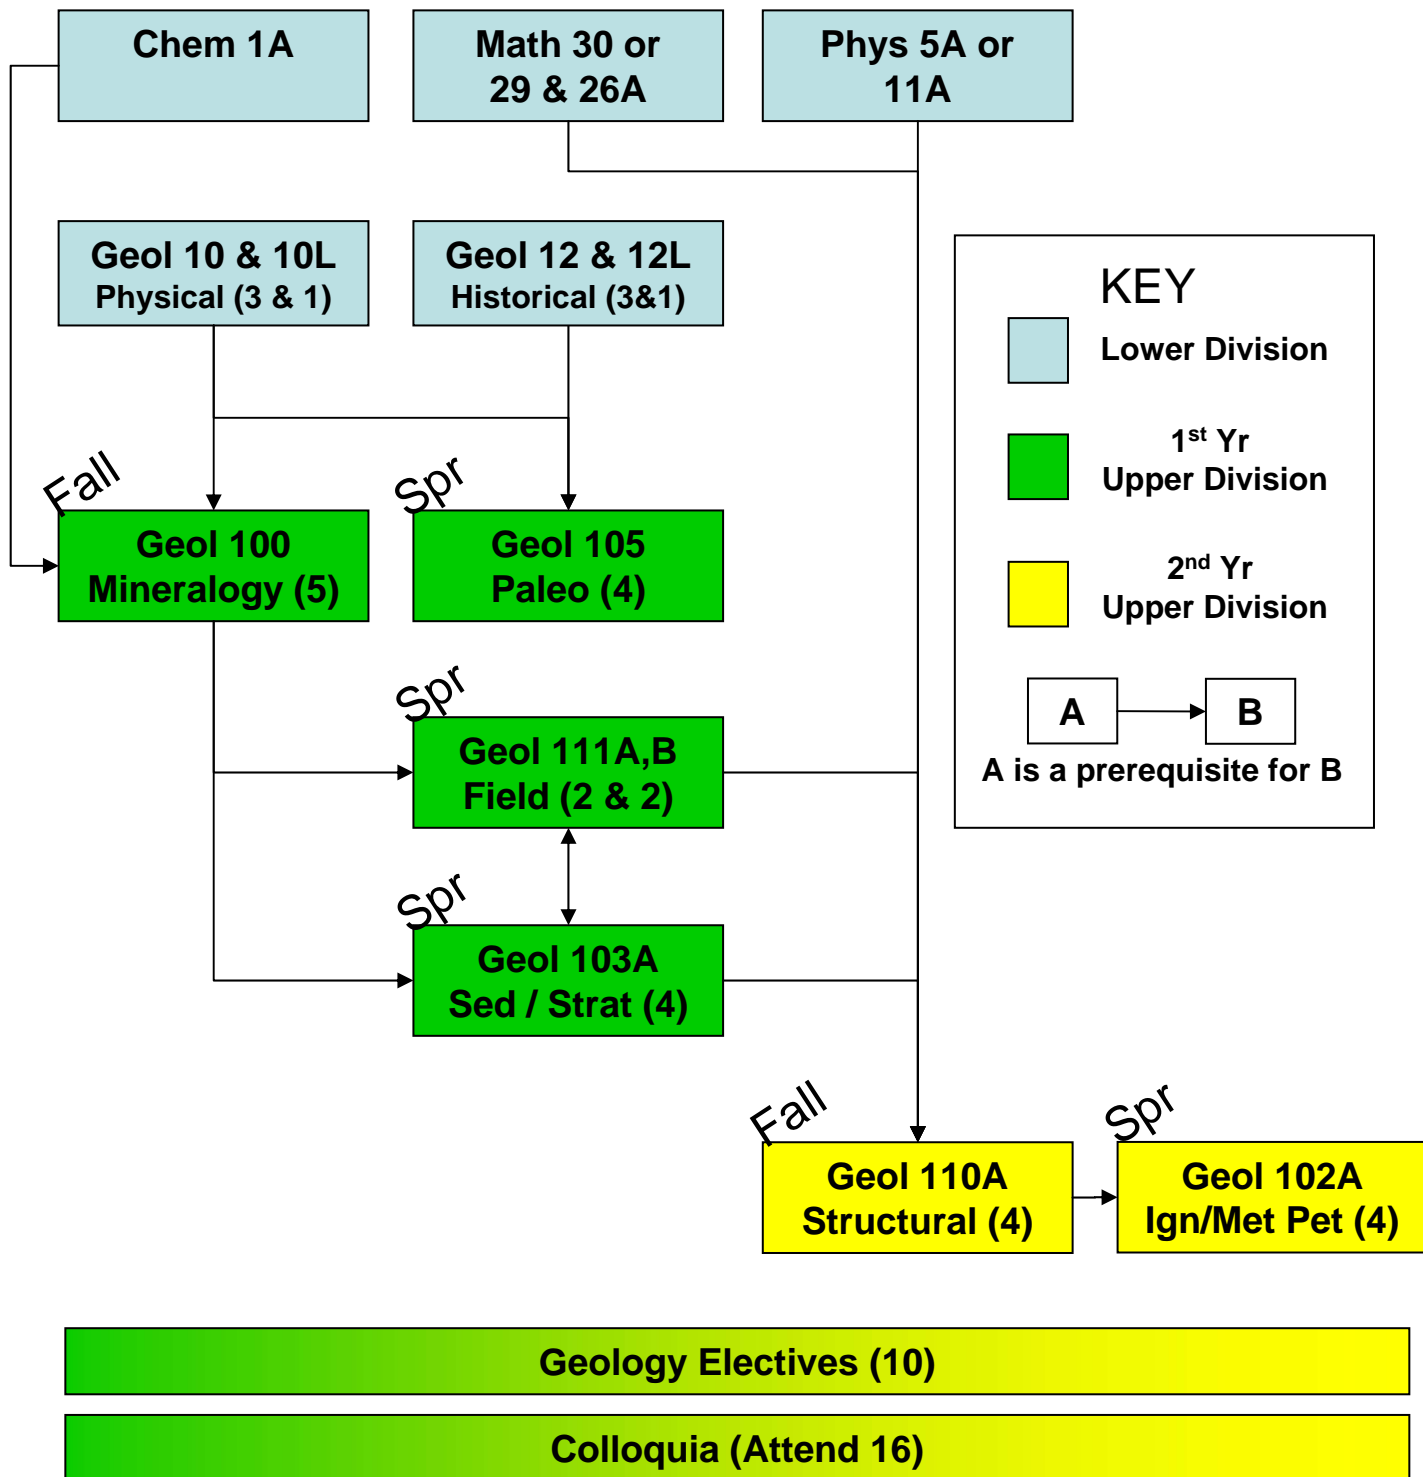 Chem 1A
Math 30 or
29 & 26A
Phys 5A or
11A
Geol 10 & 10L
Physical (3 & 1)
Geol 12 & 12L
Historical (3&1)
KEY
Lower Division
1st Yr
Upper Division
2nd Yr
Upper Division
A
B
A is a prerequisite for B
Fall
Geol 100
Mineralogy (5)
Spr
Geol 105
Paleo (4)
Spr
Geol 111A,B
Field (2 & 2)
Spr
Geol 103A
Sed / Strat (4)
Fall
Geol 110A
Structural (4)
Spr
Geol 102A
Ign/Met Pet (4)
Geology Electives (10)
Colloquia (Attend 16)